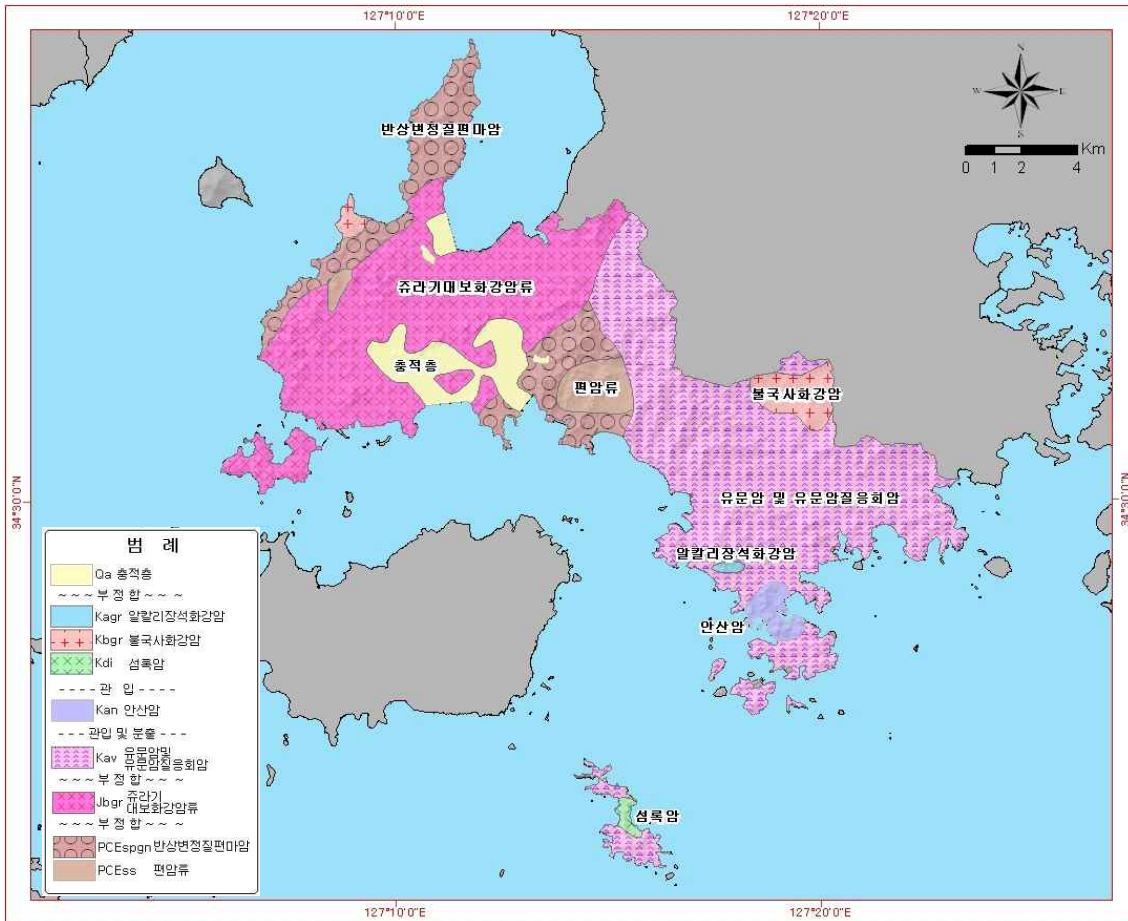 127°10'0"E
127°20'0"E
N
W
E
S
Km
0 1 2 4
반상변정질편마암
쥬라기대보화강암류
충적층
편암류
불국사화강암
34°30'0"N
34°30'0"N
유문암 및 유문암질응회암
알칼리장석화강암
안산암
섬록암
범 례
Qa 충적층
~~~부 정 합~~~
Kagr 알칼리장석화강암
Kbgr 불국사화강암
Kdi 섬록암
----관 입----
Kan 안산암
---관입 및 분출---
Kav 유문암및
유문암질응회암
~~~부 정 합~~~
Jbgr 쥬라기
대보화강암류
~~~부 정 합~~~
PCEspgn 반상변정질편마암
PCEss 편암류
127°10'0"E
127°20'0"E